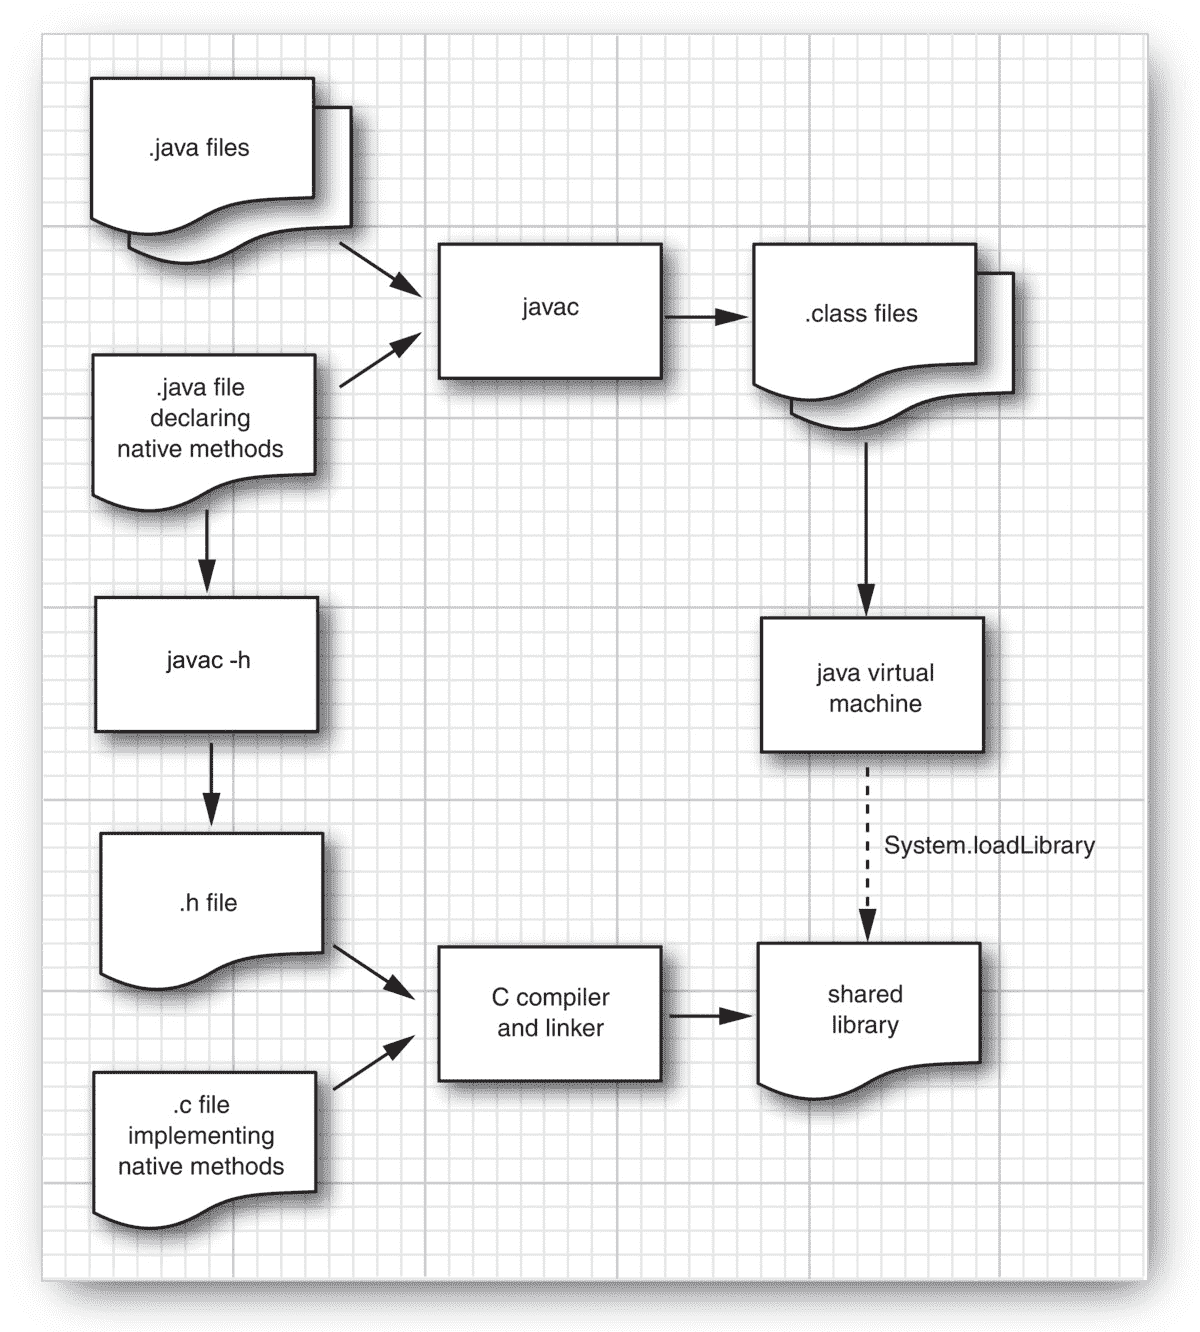 .java files
javac
.class files
.java file
declaring
native methods
javac -h
java virtual
machine
System.loadLibrary
.h file
C compiler
and linker
shared
library
.c file
implementing
native methods